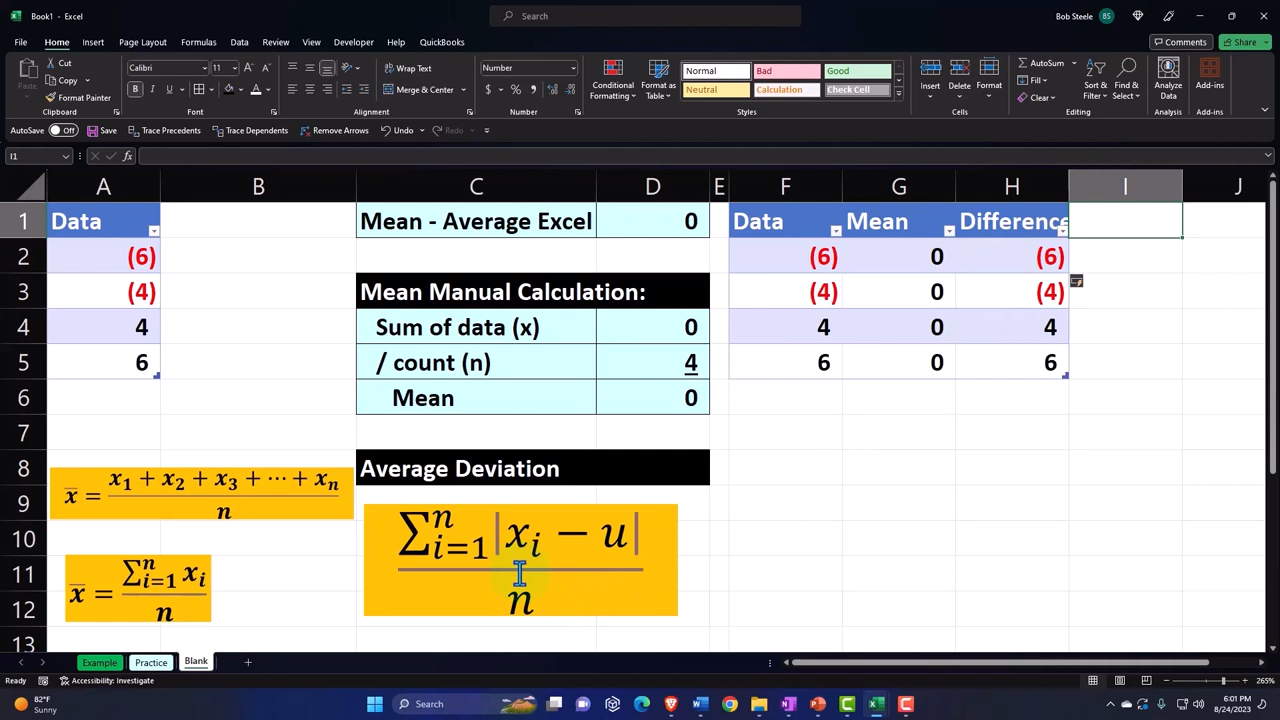 Book1 - Excel
Search
Bob Steele BS
File Home Insert Page Layout Formulas Data Review View Developer Help QuickBooks
Comments Share
Cut
Copy
Format Painter
Paste
Clipboard
Calibri 11
B I U
Font
Wrap Text
Merge & Center
Alignment
Number
$ %
Number
Conditional Formatting
Format as Table
Normal Bad Good
Neutral Calculation Check Cell
Styles
Insert Delete Format
Cells
AutoSum
Fill
Clear
Sort & Filter
Find & Select
Editing
Analyze Data
Analysis
Add-ins
Add-ins
AutoSave Off Save Trace Precedents Trace Dependents Remove Arrows Undo
I1 fx
A B C D E F G H I J
1 Data Mean - Average Excel 0 Data Mean Difference
2 (6) (6) 0 (6)
3 (4) Mean Manual Calculation: (4) 0 (4)
4 4 Sum of data (x) 0 4 0 4
5 6 / count (n) 4 6 0 6
6 Mean 0
7
8 Average Deviation
9
10
11
12
13
x̅ = x₁ + x₂ + x₃ + ⋯ + xₙ
n
x̅ = ∑ⁿᵢ₌₁ xᵢ
n
∑ⁿᵢ₌₁ |xᵢ − u|
n
Example Practice Blank
Ready Accessibility: Investigate 265%
82°F
Sunny
Search
6:01 PM
8/24/2023